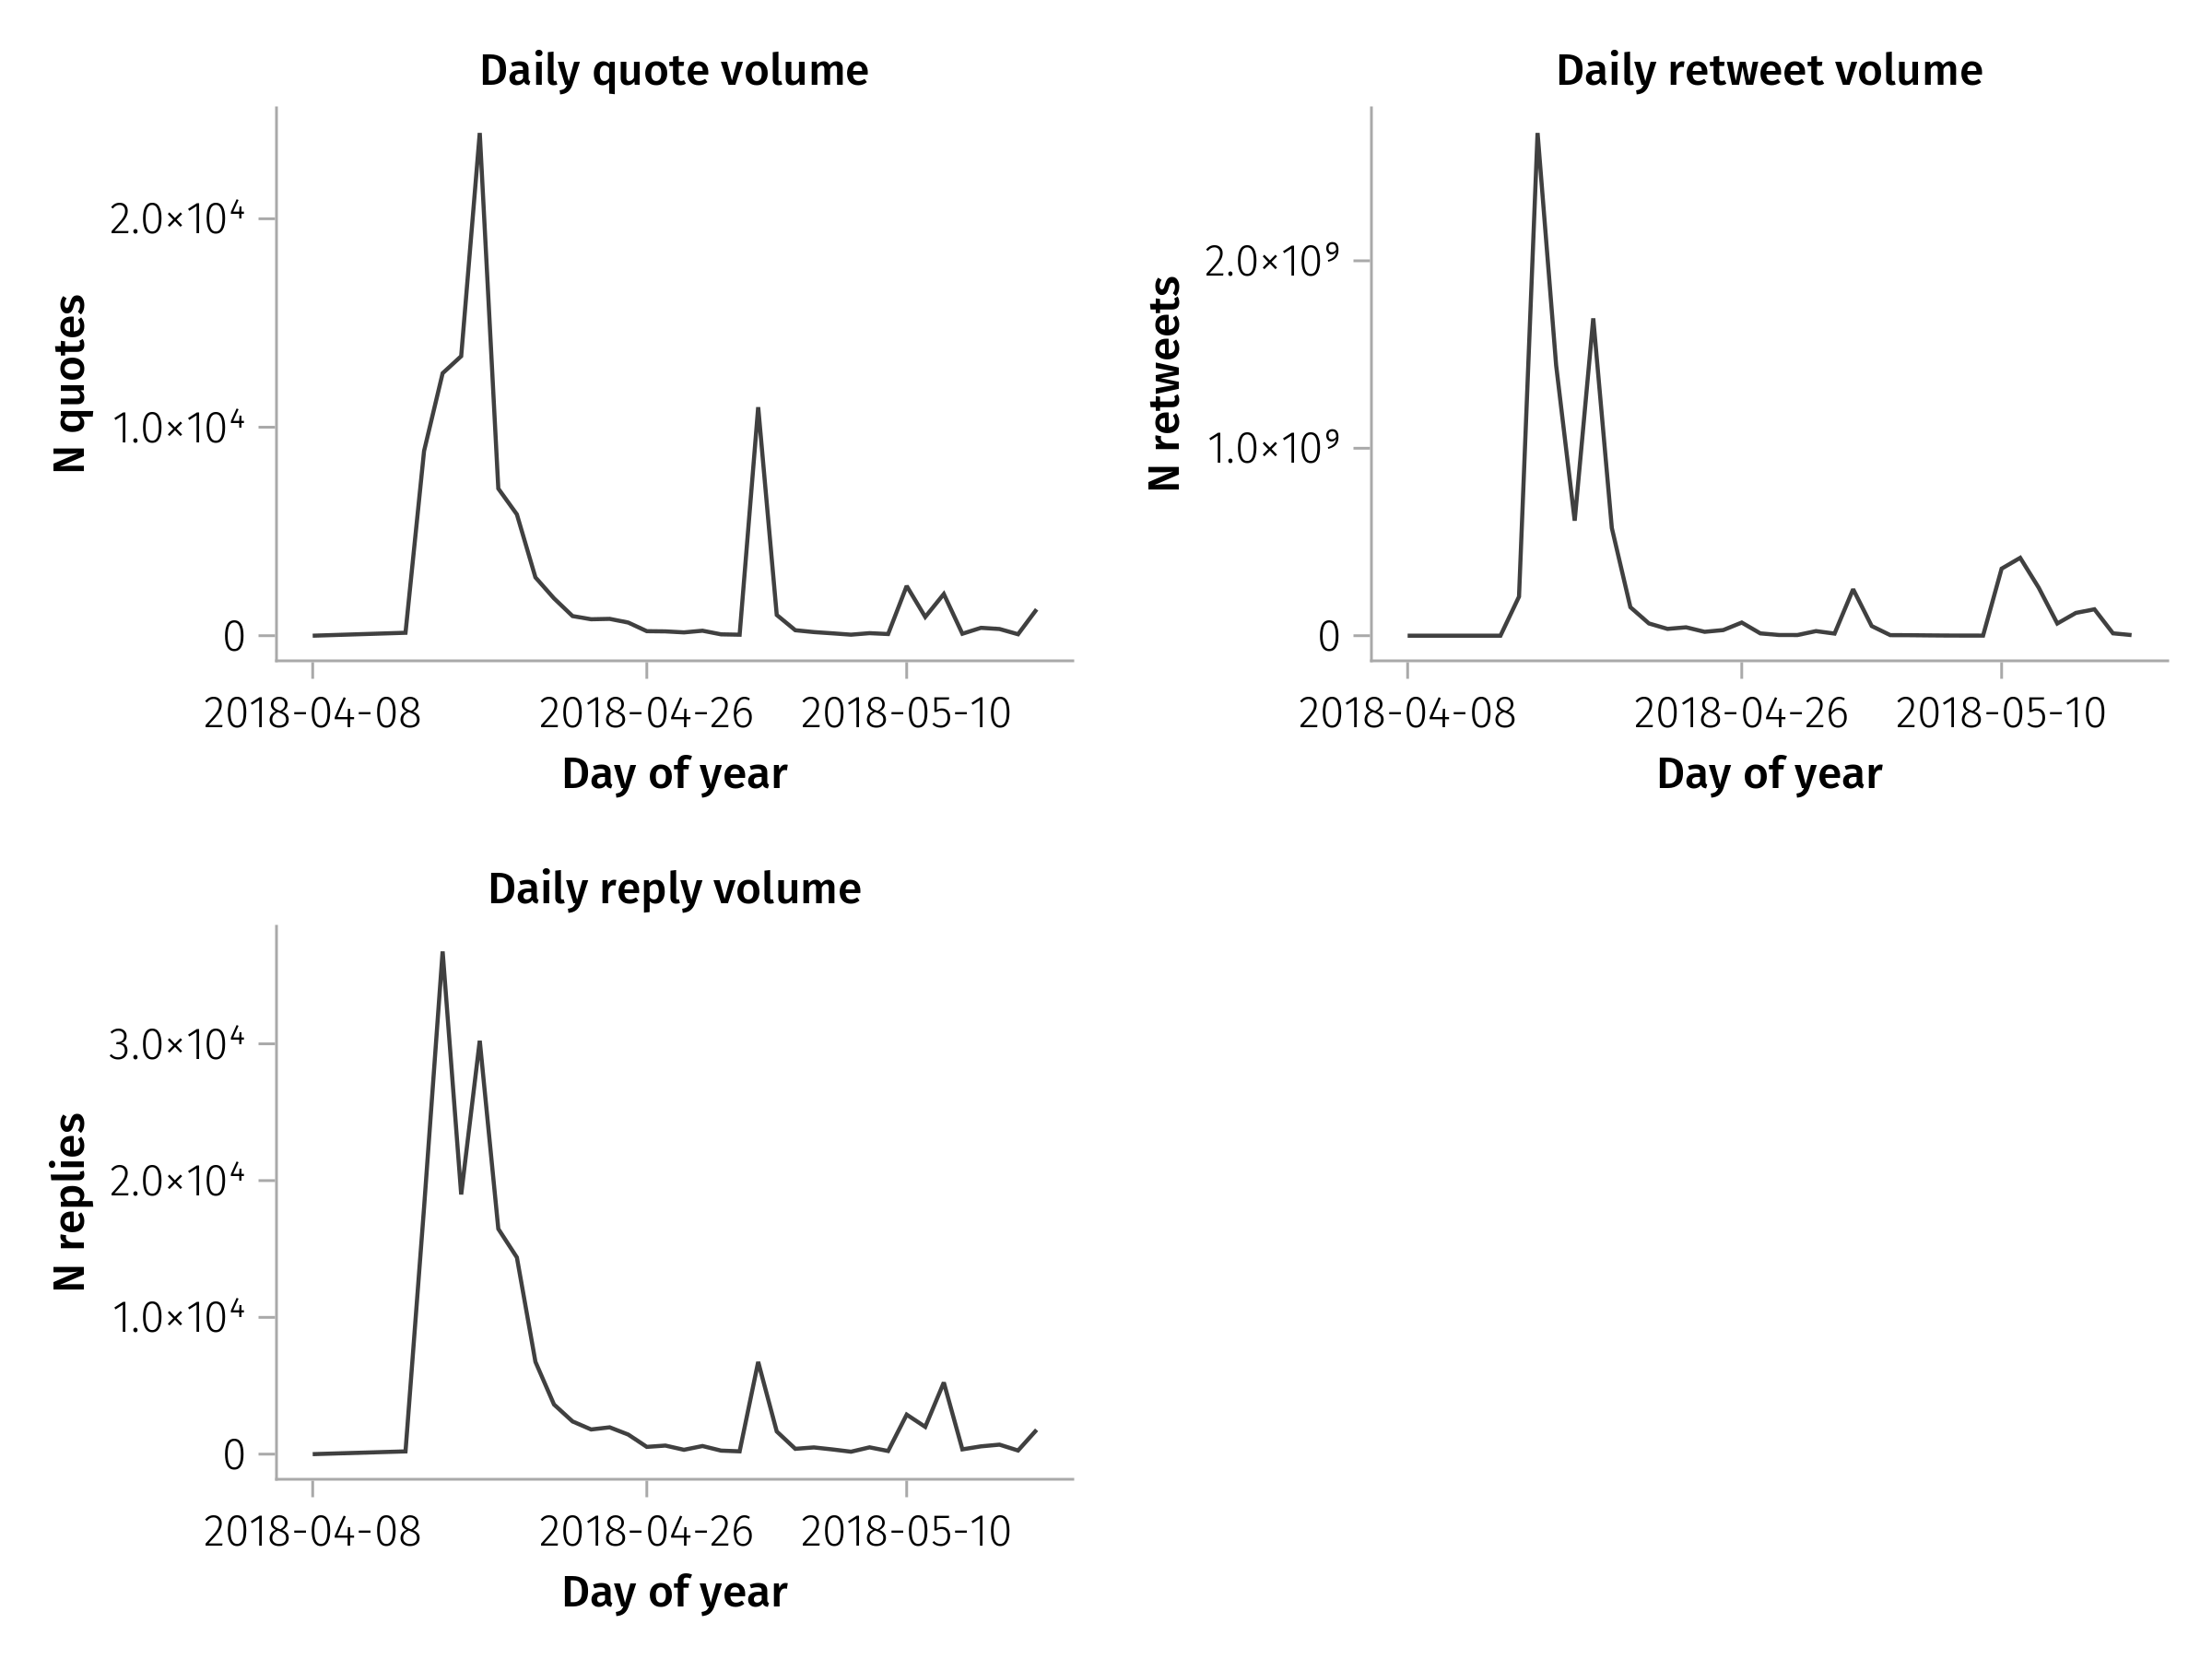 Daily quote volume
N quotes
2.0×10⁴
1.0×10⁴
0
2018-04-08
2018-04-26
2018-05-10
Day of year
Daily retweet volume
N retweets
2.0×10⁹
1.0×10⁹
0
2018-04-08
2018-04-26
2018-05-10
Day of year
Daily reply volume
N replies
3.0×10⁴
2.0×10⁴
1.0×10⁴
0
2018-04-08
2018-04-26
2018-05-10
Day of year